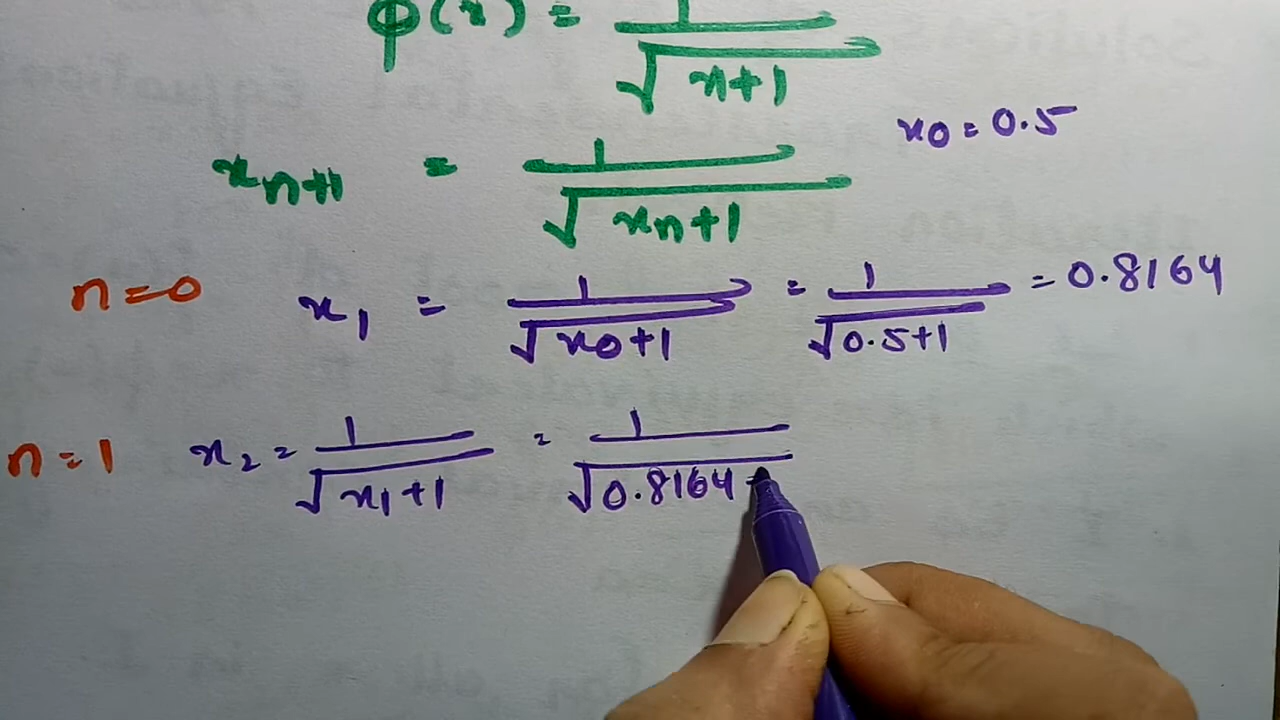 φ(x) = 1/√(x+1)
x0 = 0.5
xn+1 = 1/√(xn+1)
n=0 x1 = 1/√(x0+1) = 1/√(0.5+1) = 0.8164
n=1 x2 = 1/√(x1+1) = 1/√(0.8164